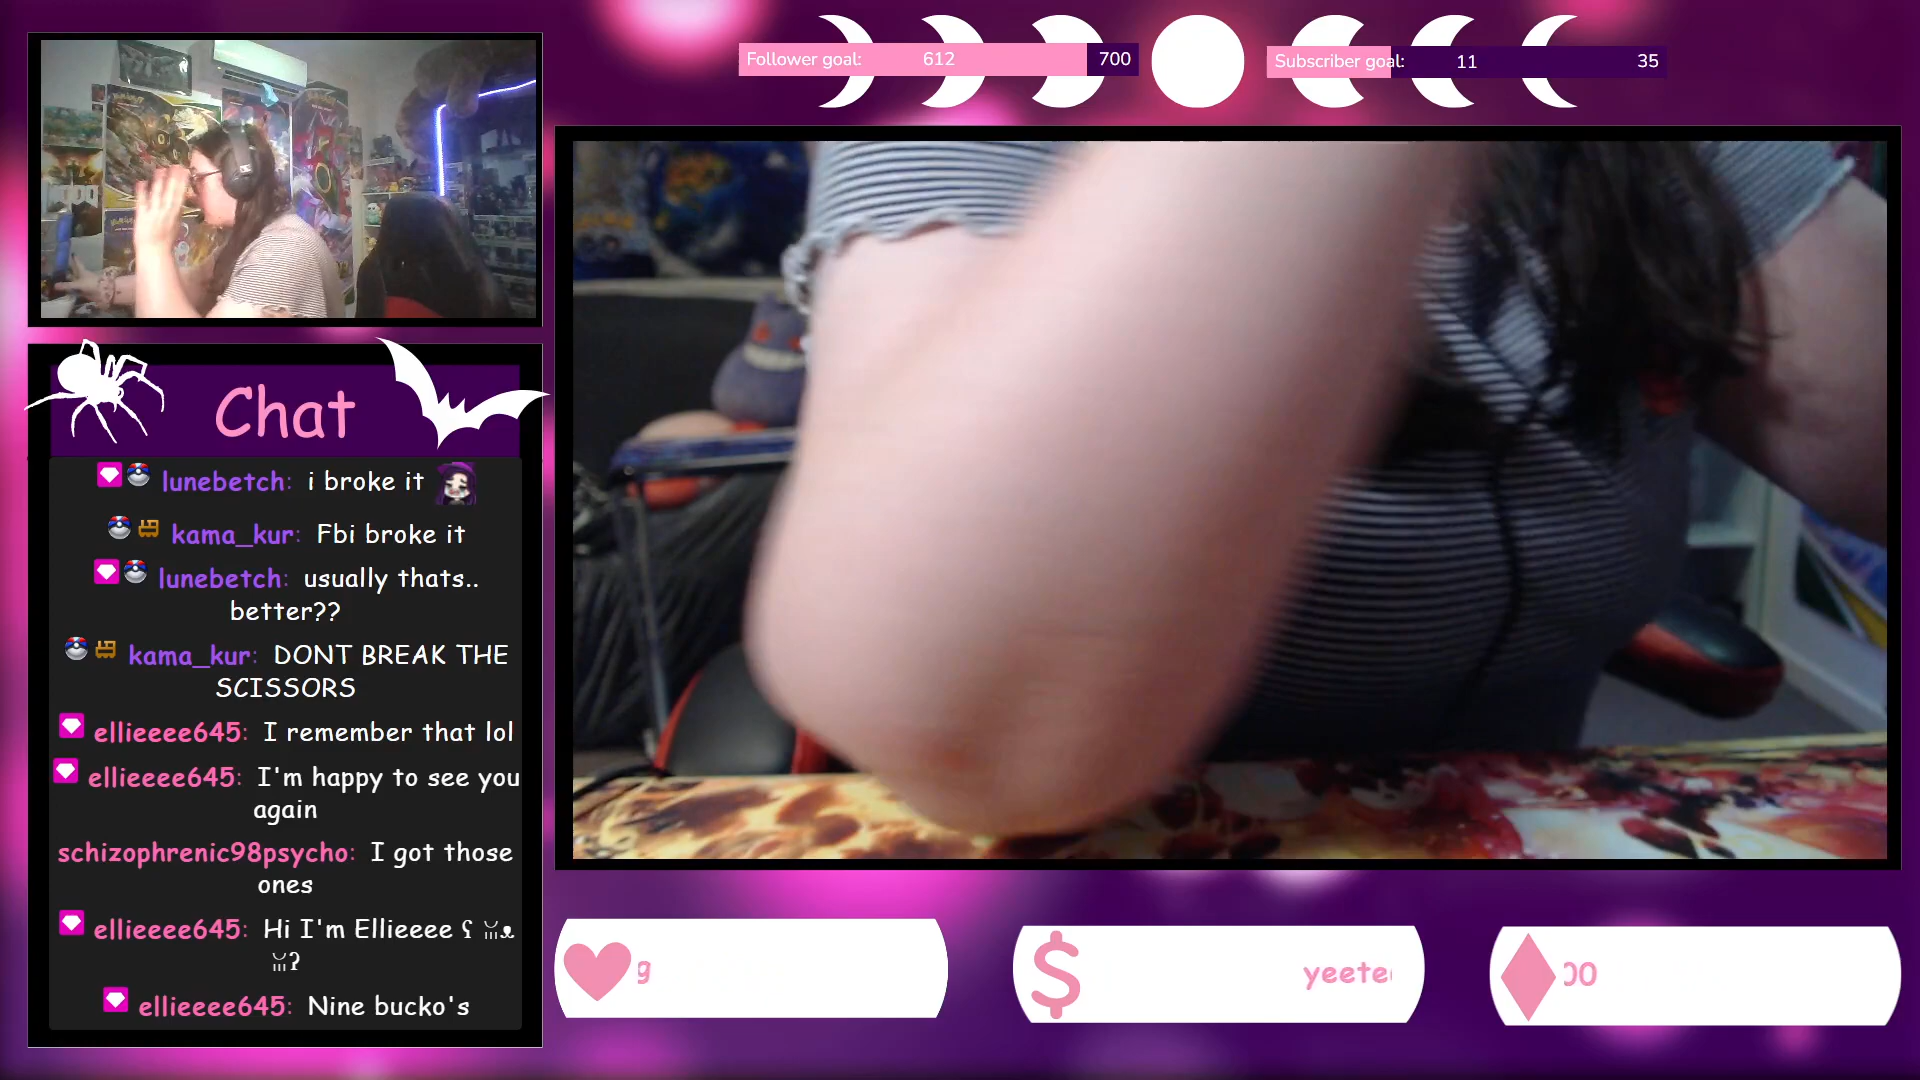 Follower goal: 612 700
Subscriber goal: 11 35
Chat
lunebetch: i broke it
kama_kur: Fbi broke it
lunebetch: usually thats..
better??
kama_kur: DONT BREAK THE
SCISSORS
ellieeee645: I remember that lol
ellieeee645: I'm happy to see you
again
schizophrenic98psycho: I got those
ones
ellieeee645: Hi I'm Ellieeee ʕ ᵕ̈ᴥ
ᵕ̈ʔ
ellieeee645: Nine bucko's
g
$
yeete
00